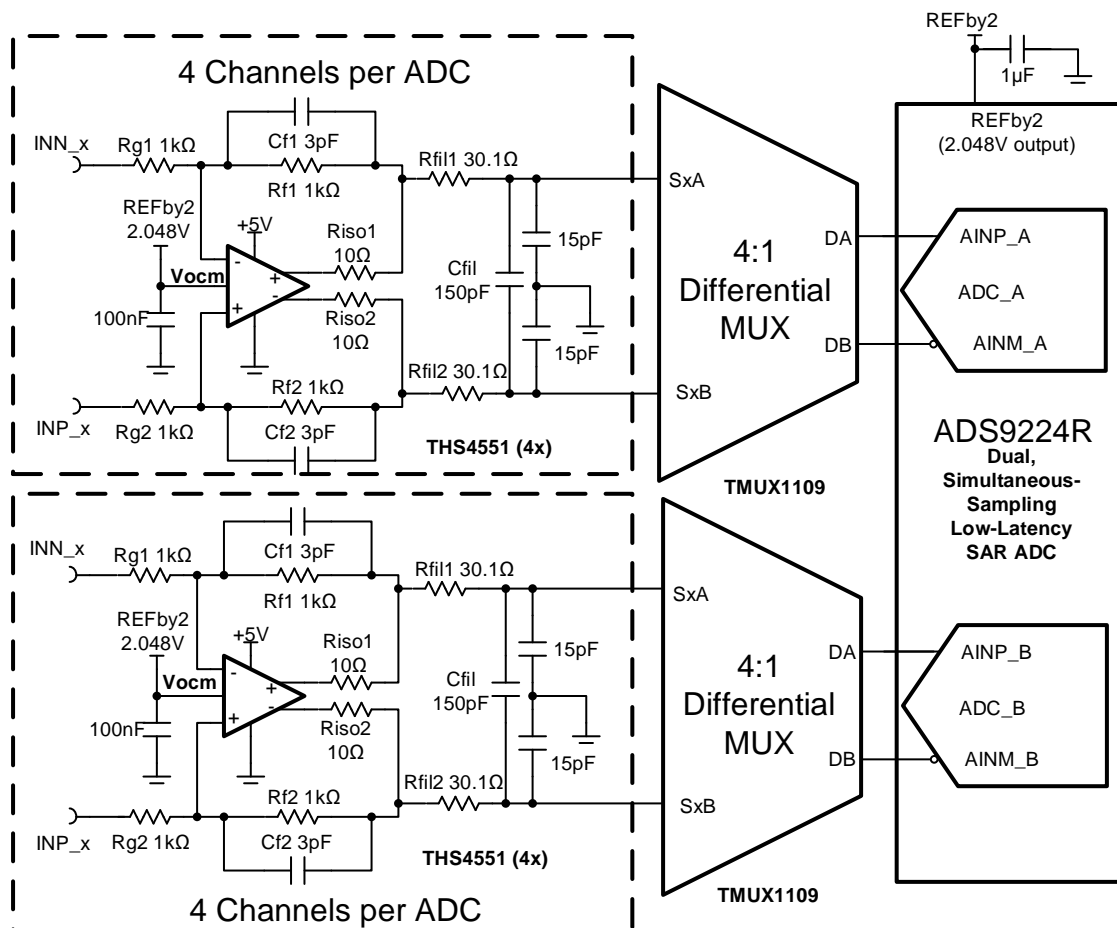 4 Channels per ADC
INN_x
Rg1 1kΩ
Cf1 3pF
Rf1 1kΩ
Rfil1 30.1Ω
REFby2
2.048V
+5V
Riso1
10Ω
Vocm
-
+
+
-
100nF
Riso2
10Ω
Cfil
150pF
15pF
15pF
Rf2 1kΩ
Rfil2 30.1Ω
INP_x
Rg2 1kΩ
Cf2 3pF
THS4551 (4x)
SxA
4:1
Differential
MUX
DA
DB
SxB
TMUX1109
REFby2
1µF
REFby2
(2.048V output)
AINP_A
ADC_A
AINM_A
ADS9224R
Dual,
Simultaneous-
Sampling
Low-Latency
SAR ADC
INN_x
Rg1 1kΩ
Cf1 3pF
Rf1 1kΩ
Rfil1 30.1Ω
REFby2
2.048V
+5V
Riso1
10Ω
Vocm
-
+
+
-
100nF
Riso2
10Ω
Cfil
150pF
15pF
15pF
Rf2 1kΩ
Rfil2 30.1Ω
INP_x
Rg2 1kΩ
Cf2 3pF
THS4551 (4x)
4 Channels per ADC
SxA
4:1
Differential
MUX
DA
DB
SxB
TMUX1109
AINP_B
ADC_B
AINM_B